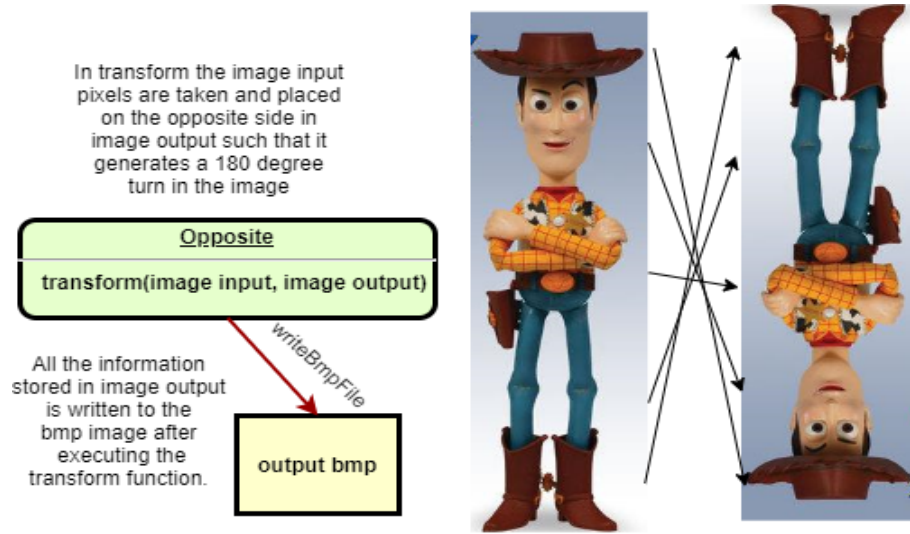 In transform the image input
pixels are taken and placed
on the opposite side in
image output such that it
generates a 180 degree
turn in the image
Opposite
transform(image input, image output)
writeBmpFile
All the information
stored in image output
is written to the
bmp image after
executing the
transform function.
output bmp